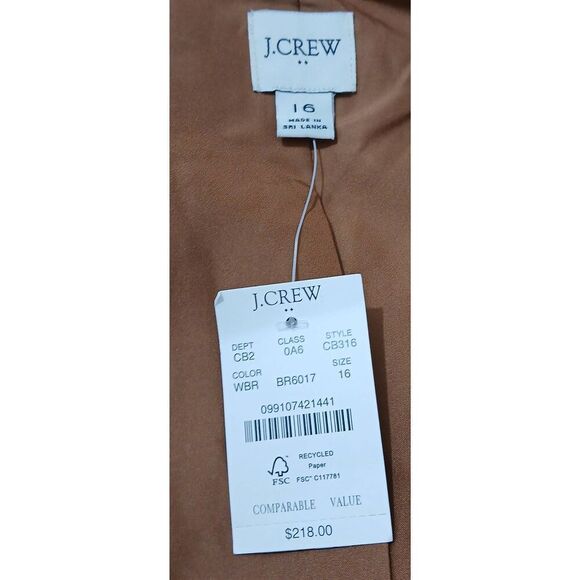 J.CREW
16
MADE IN
SRI LANKA
J.CREW
DEPT CLASS STYLE
CB2 0A6 CB316
COLOR SIZE
WBR BR6017 16
099107421441
RECYCLED
Paper
FSC™ C117781
FSC
COMPARABLE VALUE
$218.00